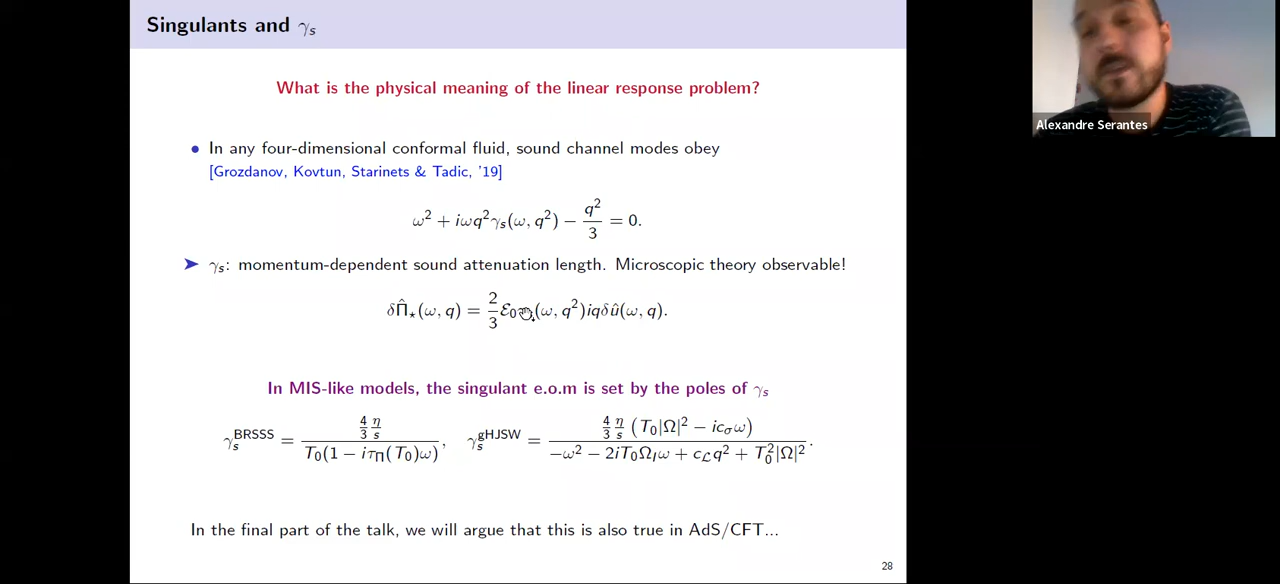 Singulants and γₛ
What is the physical meaning of the linear response problem?
• In any four-dimensional conformal fluid, sound channel modes obey
[Grozdanov, Kovtun, Starinets & Tadic, '19]
ω² + iωq²γₛ(ω, q²) − q²/3 = 0.
➤ γₛ: momentum-dependent sound attenuation length. Microscopic theory observable!
δΠ̂⋆(ω, q) = 2/3 ℰ₀ (ω, q²)iqδû(ω, q).
In MIS-like models, the singulant e.o.m is set by the poles of γₛ
γₛ^BRSSS = (4/3 η/s) / (T₀(1 − iτ_Π(T₀)ω)), γₛ^gHJSW = (4/3 η/s (T₀|Ω|² − ic_σω)) / (−ω² − 2iT₀Ω_Iω + c_ℒq² + T₀²|Ω|²).
In the final part of the talk, we will argue that this is also true in AdS/CFT...
28
Alexandre Serantes